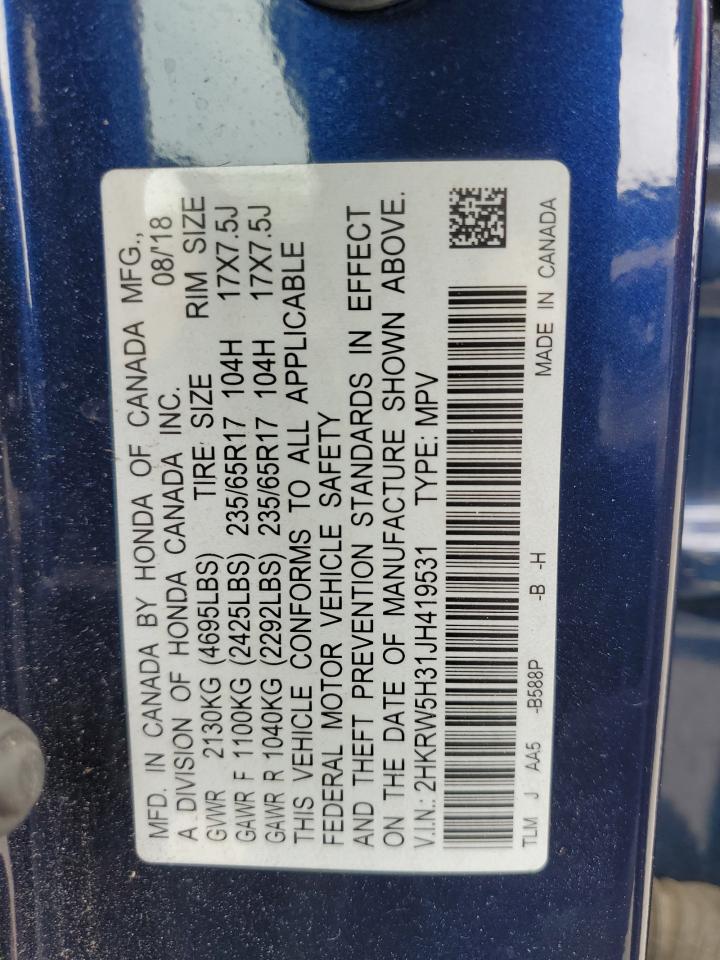 MFD. IN CANADA BY HONDA OF CANADA MFG.,
A DIVISION OF HONDA CANADA INC. 08/'18
GVWR 2130KG (4695LBS) TIRE SIZE RIM SIZE
GAWR F 1100KG (2425LBS) 235/65R17 104H 17X7.5J
GAWR R 1040KG (2292LBS) 235/65R17 104H 17X7.5J
THIS VEHICLE CONFORMS TO ALL APPLICABLE
FEDERAL MOTOR VEHICLE SAFETY
AND THEFT PREVENTION STANDARDS IN EFFECT
ON THE DATE OF MANUFACTURE SHOWN ABOVE.
V.I.N.: 2HKRW5H31JH419531 TYPE: MPV
TLM J AA5 -B588P -B -H MADE IN CANADA